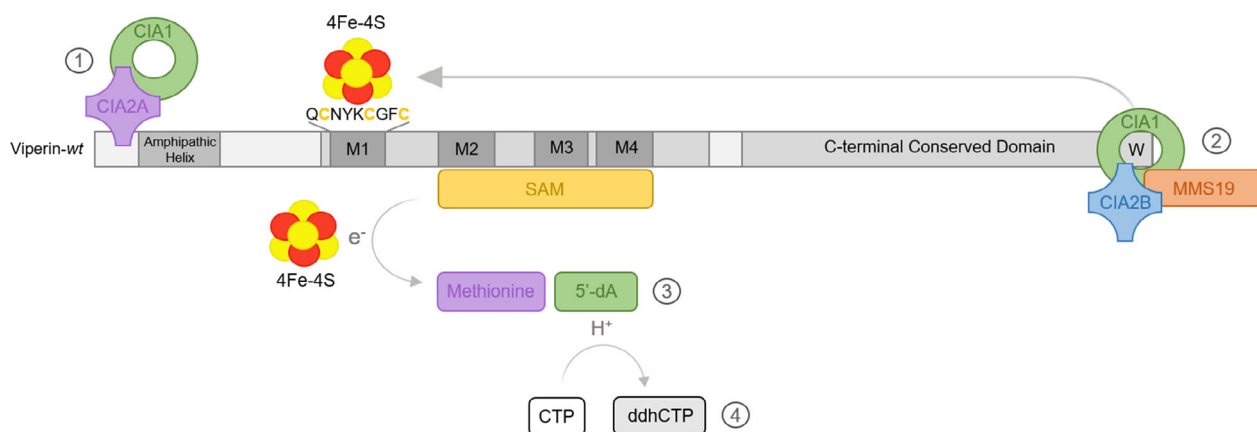 4Fe-4S
CIA1
①
CIA2A
QCNYKCGFC
CIA1
②
Viperin-wt
Amphipathic
Helix
M1
M2
M3
M4
C-terminal Conserved Domain
W
SAM
CIA2B
MMS19
e-
4Fe-4S
Methionine
5'-dA
③
H+
CTP
ddhCTP
④